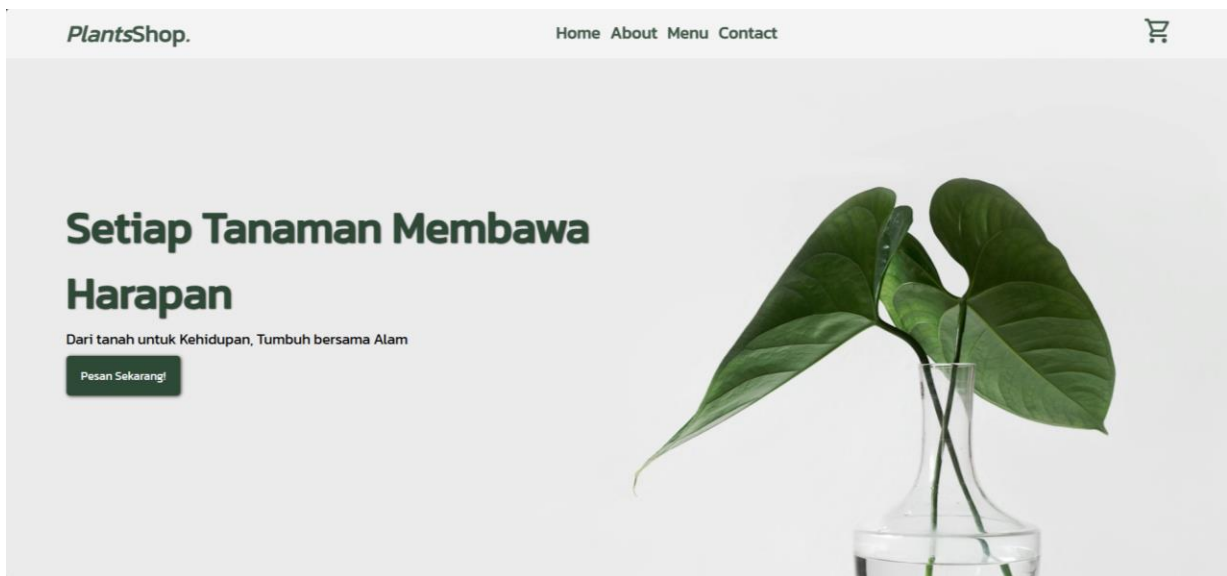 PlantsShop.
Home About Menu Contact
Setiap Tanaman Membawa
Harapan
Dari tanah untuk Kehidupan, Tumbuh bersama Alam
Pesan Sekarang!